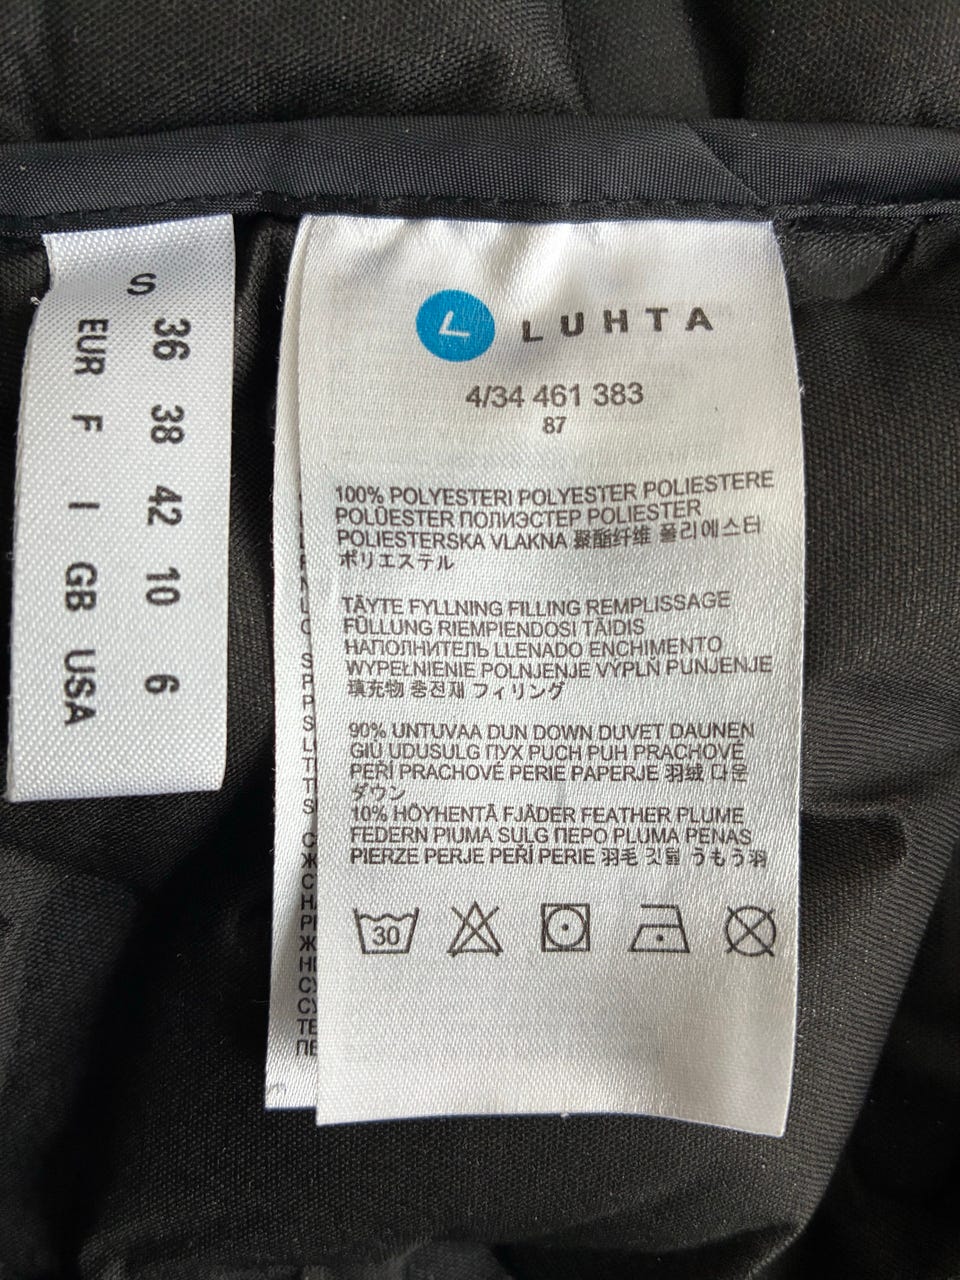 S
36 38 42 10 6
EUR F I GB USA
L LUHTA
4/34 461 383
87
100% POLYESTERI POLYESTER POLIESTERE
POLÜESTER ПОЛИЭСТЕР POLIESTER
POLIESTERSKA VLAKNA 聚酯纤维 폴리에스터
ポリエステル
TÄYTE FYLLNING FILLING REMPLISSAGE
FÜLLUNG RIEMPIENDOSI TÄIDIS
НАПОЛНИТЕЛЬ LLENADO ENCHIMENTO
WYPEŁNIENIE POLNJENJE VÝPLŇ PUNJENJE
填充物 충전재 フィリング
90% UNTUVAA DUN DOWN DUVET DAUNEN
GIÙ UDUSULG ПУХ PUCH PUH PRACHOVÉ
PEŘÍ PRACHOVÉ PERIE PAPERJE 羽绒 다운
ダウン
10% HÖYHENTÄ FJÄDER FEATHER PLUME
FEDERN PIUMA SULG ПЕРО PLUMA PENAS
PIERZE PERJE PEŘÍ PERIE 羽毛 깃털 うもう羽
30